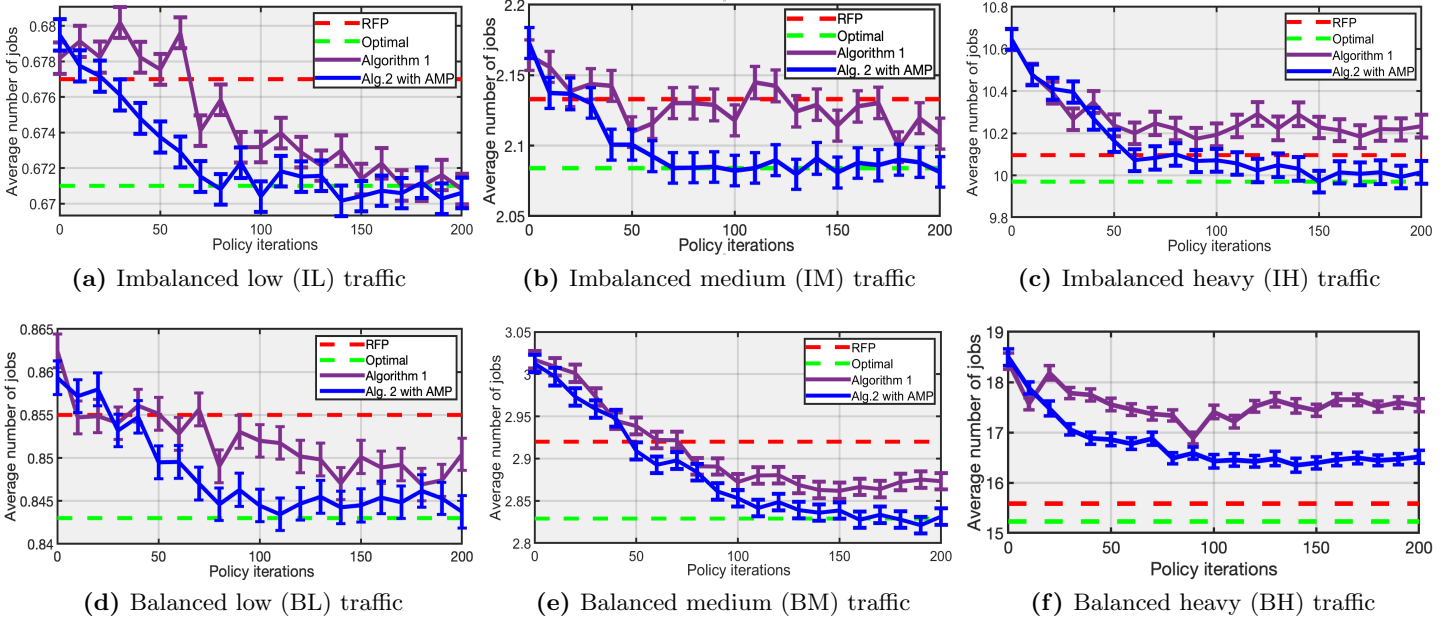 0.68
0.678
0.676
0.674
0.672
0.67
Average number of jobs
RFP
Optimal
Algorithm 1
Alg.2 with AMP
0 50 100 150 200
Policy iterations
(a) Imbalanced low (IL) traffic
2.2
2.15
2.1
2.05
Average number of jobs
RFP
Optimal
Algorithm 1
Alg. 2 with AMP
0 50 100 150 200
Policy iterations
(b) Imbalanced medium (IM) traffic
10.8
10.6
10.4
10.2
10
9.8
Average number of jobs
RFP
Optimal
Algorithm 1
Alg.2 with AMP
0 50 100 150 200
Policy iterations
(c) Imbalanced heavy (IH) traffic
0.865
0.86
0.855
0.85
0.845
0.84
Average number of jobs
RFP
Optimal
Algorithm 1
Alg. 2 with AMP
0 50 100 150 200
Policy iterations
(d) Balanced low (BL) traffic
3.05
3
2.95
2.9
2.85
2.8
Average number of jobs
RFP
Optimal
Algorithm 1
Alg.2 with AMP
0 50 100 150 200
Policy iterations
(e) Balanced medium (BM) traffic
19
18
17
16
15
Average number of jobs
RFP
Optimal
Algorithm 1
Alg.2 with AMP
0 50 100 150 200
Policy iterations
(f) Balanced heavy (BH) traffic